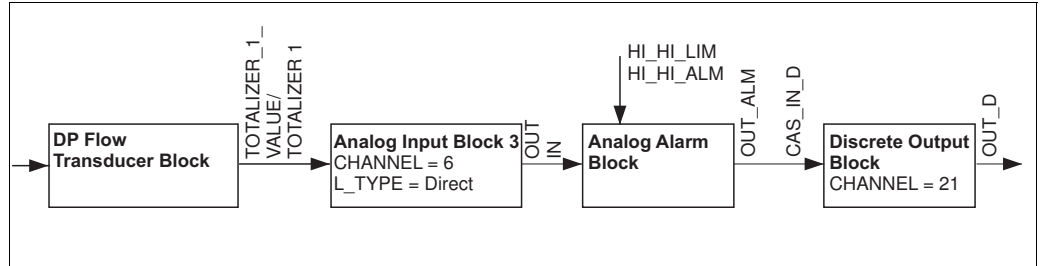 DP Flow
Transducer Block
TOTALIZER_1_
VALUE/
TOTALIZER 1
Analog Input Block 3
CHANNEL = 6
L_TYPE = Direct
OUT
IN
HI_HI_LIM
HI_HI_ALM
Analog Alarm
Block
OUT_ALM
CAS_IN_D
Discrete Output
Block
CHANNEL = 21
OUT_D